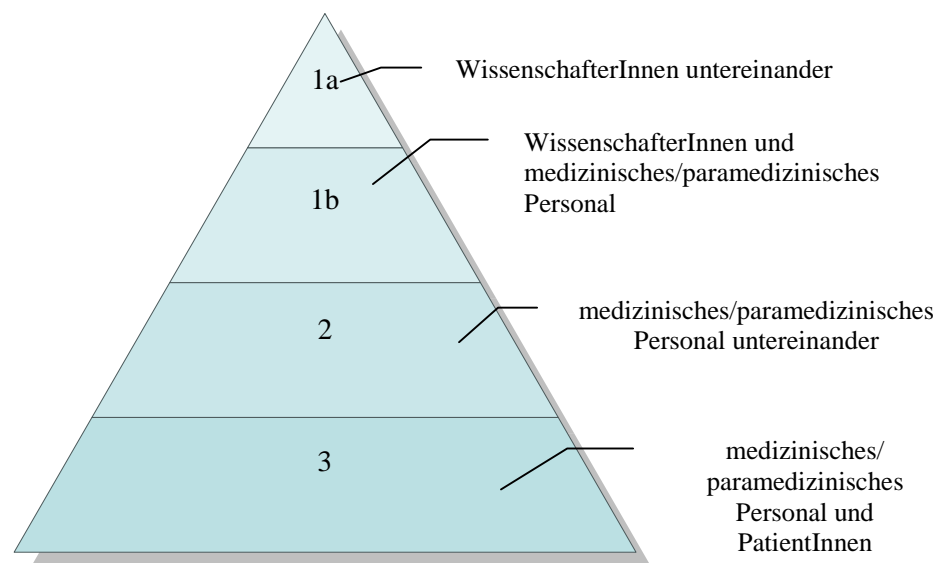 1a
WissenschafterInnen untereinander
1b
WissenschafterInnen und
medizinisches/paramedizinisches
Personal
2
medizinisches/paramedizinisches
Personal untereinander
3
medizinisches/
paramedizinisches
Personal und
PatientInnen